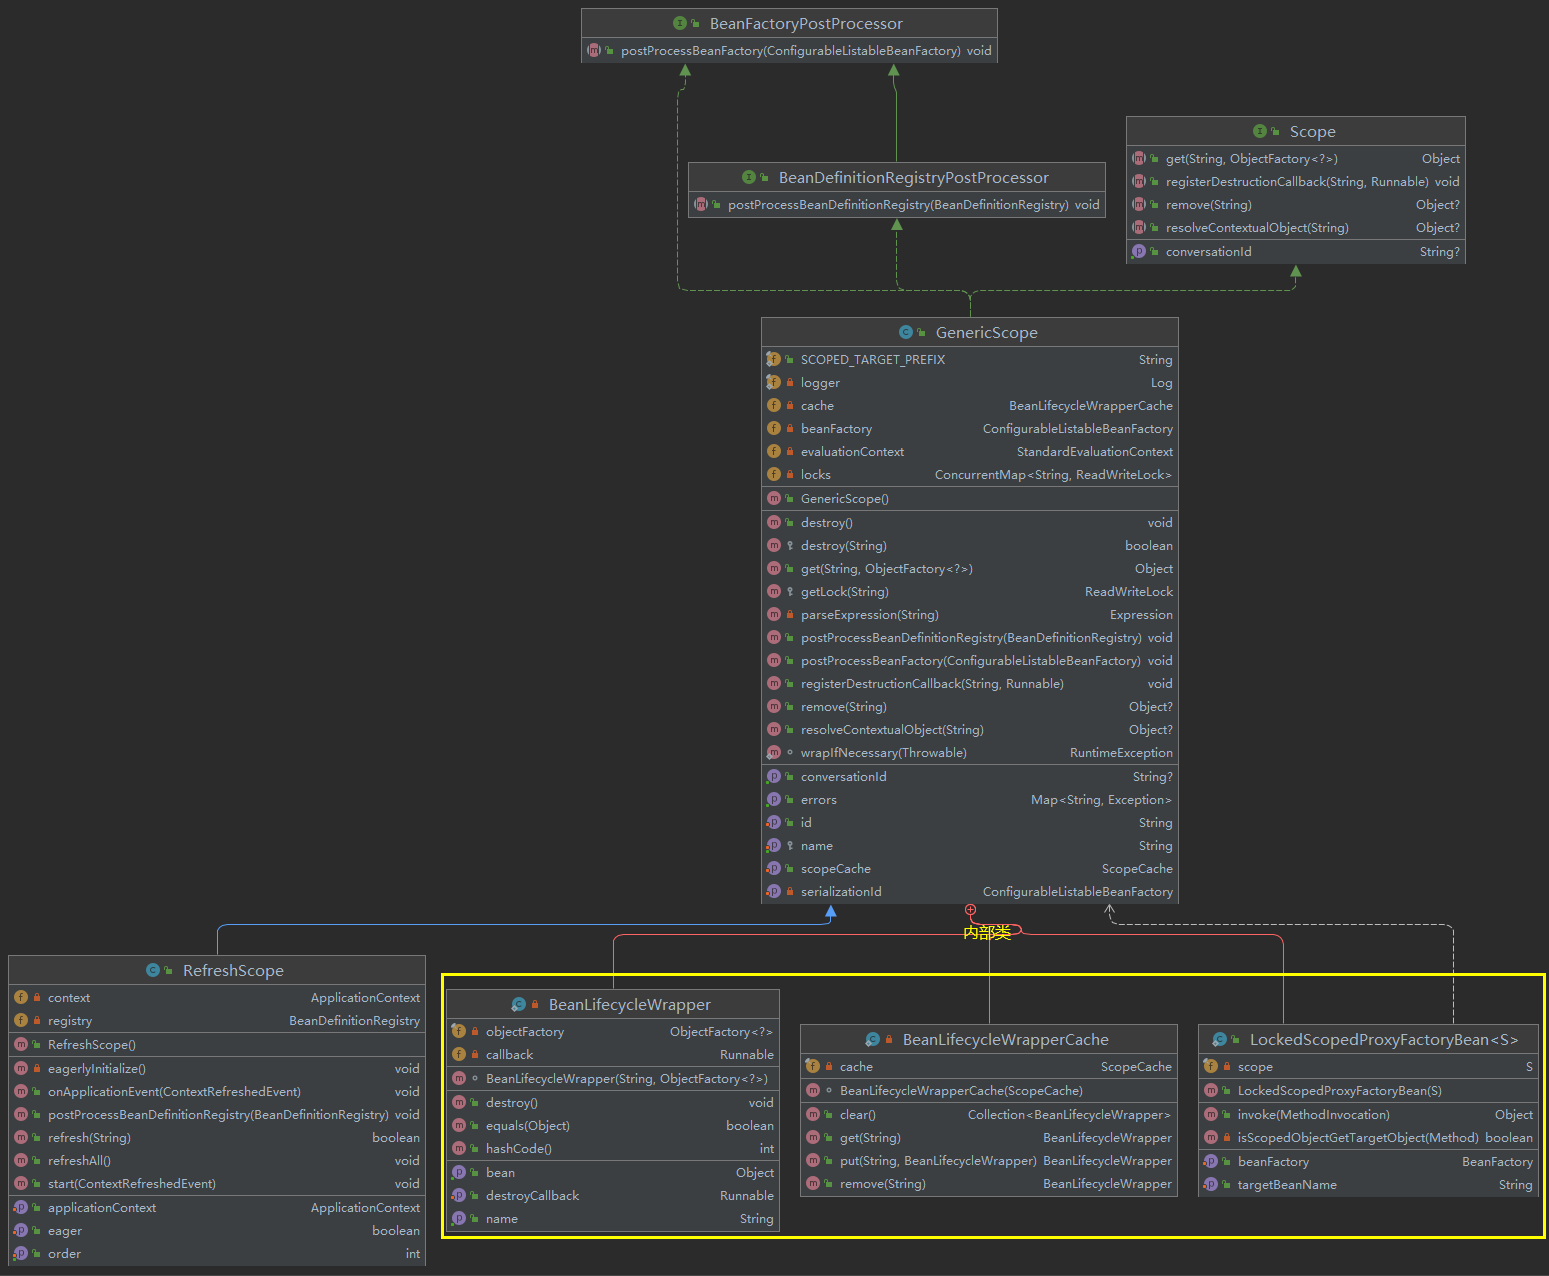 BeanFactoryPostProcessor
postProcessBeanFactory(ConfigurableListableBeanFactory) void
Scope
get(String, ObjectFactory<?>) Object
registerDestructionCallback(String, Runnable) void
remove(String) Object?
resolveContextualObject(String) Object?
conversationId String?
BeanDefinitionRegistryPostProcessor
postProcessBeanDefinitionRegistry(BeanDefinitionRegistry) void
GenericScope
SCOPED_TARGET_PREFIX String
logger Log
cache BeanLifecycleWrapperCache
beanFactory ConfigurableListableBeanFactory
evaluationContext StandardEvaluationContext
locks ConcurrentMap<String, ReadWriteLock>
GenericScope()
destroy() void
destroy(String) boolean
get(String, ObjectFactory<?>) Object
getLock(String) ReadWriteLock
parseExpression(String) Expression
postProcessBeanDefinitionRegistry(BeanDefinitionRegistry) void
postProcessBeanFactory(ConfigurableListableBeanFactory) void
registerDestructionCallback(String, Runnable) void
remove(String) Object?
resolveContextualObject(String) Object?
wrapIfNecessary(Throwable) RuntimeException
conversationId String?
errors Map<String, Exception>
id String
name String
scopeCache ScopeCache
serializationId ConfigurableListableBeanFactory
内部类
RefreshScope
context ApplicationContext
registry BeanDefinitionRegistry
RefreshScope()
eagerlyInitialize() void
onApplicationEvent(ContextRefreshedEvent) void
postProcessBeanDefinitionRegistry(BeanDefinitionRegistry) void
refresh(String) boolean
refreshAll() void
start(ContextRefreshedEvent) void
applicationContext ApplicationContext
eager boolean
order int
BeanLifecycleWrapper
objectFactory ObjectFactory<?>
callback Runnable
BeanLifecycleWrapper(String, ObjectFactory<?>)
destroy() void
equals(Object) boolean
hashCode() int
bean Object
destroyCallback Runnable
name String
BeanLifecycleWrapperCache
cache ScopeCache
BeanLifecycleWrapperCache(ScopeCache)
clear() Collection<BeanLifecycleWrapper>
get(String) BeanLifecycleWrapper
put(String, BeanLifecycleWrapper) BeanLifecycleWrapper
remove(String) BeanLifecycleWrapper
LockedScopedProxyFactoryBean<S>
scope S
LockedScopedProxyFactoryBean(S)
invoke(MethodInvocation) Object
isScopedObjectGetTargetObject(Method) boolean
beanFactory BeanFactory
targetBeanName String